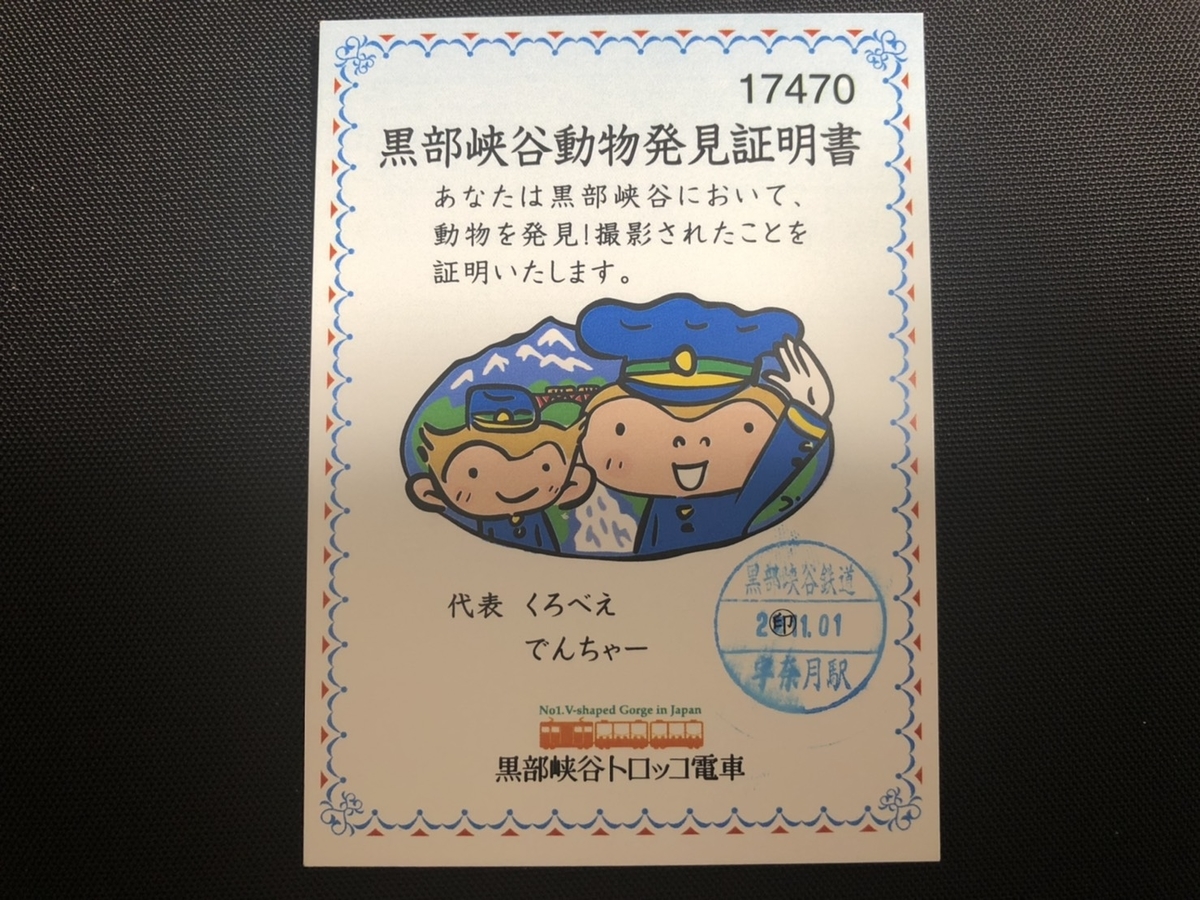 17470
黒部峡谷動物発見証明書
あなたは黒部峡谷において、
動物を発見!撮影されたことを
証明いたします。
代表 くろべえ
でんちゃー
黒部峡谷鉄道
印 11.01
宇奈月駅
No1.V-shaped Gorge in Japan
黒部峡谷トロッコ電車